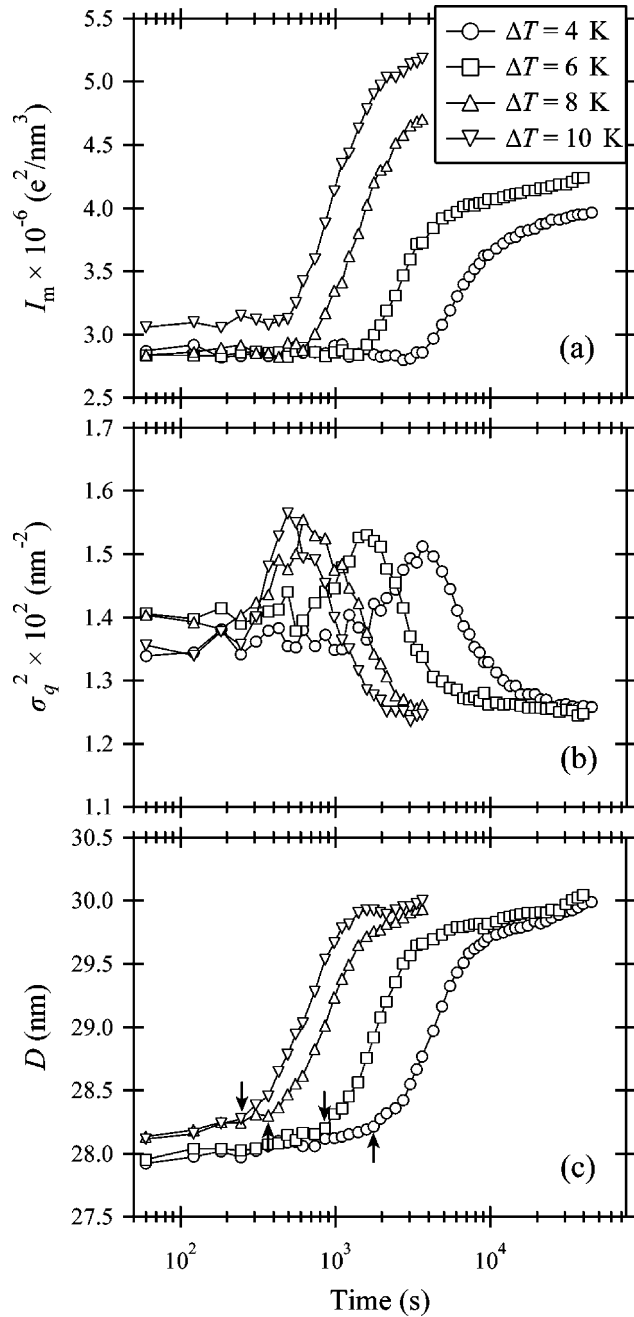 5.5
5.0
4.5
4.0
3.5
3.0
2.5
I_m × 10^-6 (e^2/nm^3)
ΔT = 4 K
ΔT = 6 K
ΔT = 8 K
ΔT = 10 K
(a)
1.7
1.6
1.5
1.4
1.3
1.2
1.1
σ_q^2 × 10^2 (nm^-2)
(b)
30.5
30.0
29.5
29.0
28.5
28.0
27.5
D (nm)
(c)
10^2 10^3 10^4
Time (s)